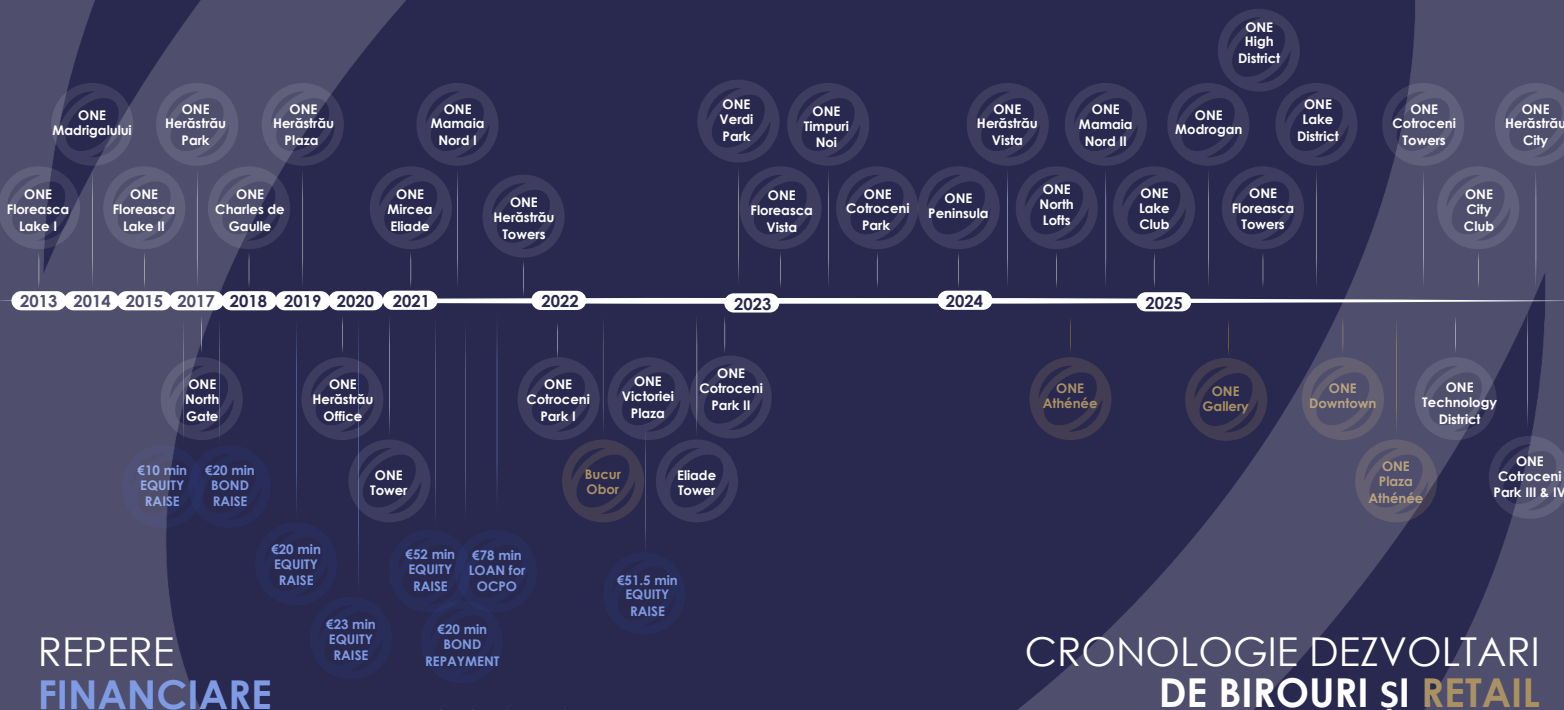 ONE
High
District
ONE
Madrigalului
ONE
Herăstrău
Park
ONE
Herăstrău
Plaza
ONE
Mamaia
Nord I
ONE
Verdi
Park
ONE
Timpuri
Noi
ONE
Herăstrău
Vista
ONE
Mamaia
Nord II
ONE
Modrogan
ONE
Lake
District
ONE
Cotroceni
Towers
ONE
Herăstrău
City
ONE
Floreasca
Lake I
ONE
Floreasca
Lake II
ONE
Charles de
Gaulle
ONE
Mircea
Eliade
ONE
Herăstrău
Towers
ONE
Floreasca
Vista
ONE
Cotroceni
Park
ONE
Peninsula
ONE
North
Lofts
ONE
Lake
Club
ONE
Floreasca
Towers
ONE
City
Club
2013
2014
2015
2017
2018
2019
2020
2021
2022
2023
2024
2025
ONE
North
Gate
ONE
Herăstrău
Office
ONE
Cotroceni
Park I
ONE
Victoriei
Plaza
ONE
Cotroceni
Park II
ONE
Athénée
ONE
Gallery
ONE
Downtown
ONE
Technology
District
€10 min
EQUITY
RAISE
€20 min
BOND
RAISE
ONE
Tower
Bucur
Obor
Eliade
Tower
ONE
Plaza
Athénée
ONE
Cotroceni
Park III & IV
€20 min
EQUITY
RAISE
€52 min
EQUITY
RAISE
€78 min
LOAN for
OCPO
€51.5 min
EQUITY
RAISE
€23 min
EQUITY
RAISE
€20 min
BOND
REPAYMENT
REPERE
FINANCIARE
CRONOLOGIE DEZVOLTARI
DE BIROURI ȘI RETAIL